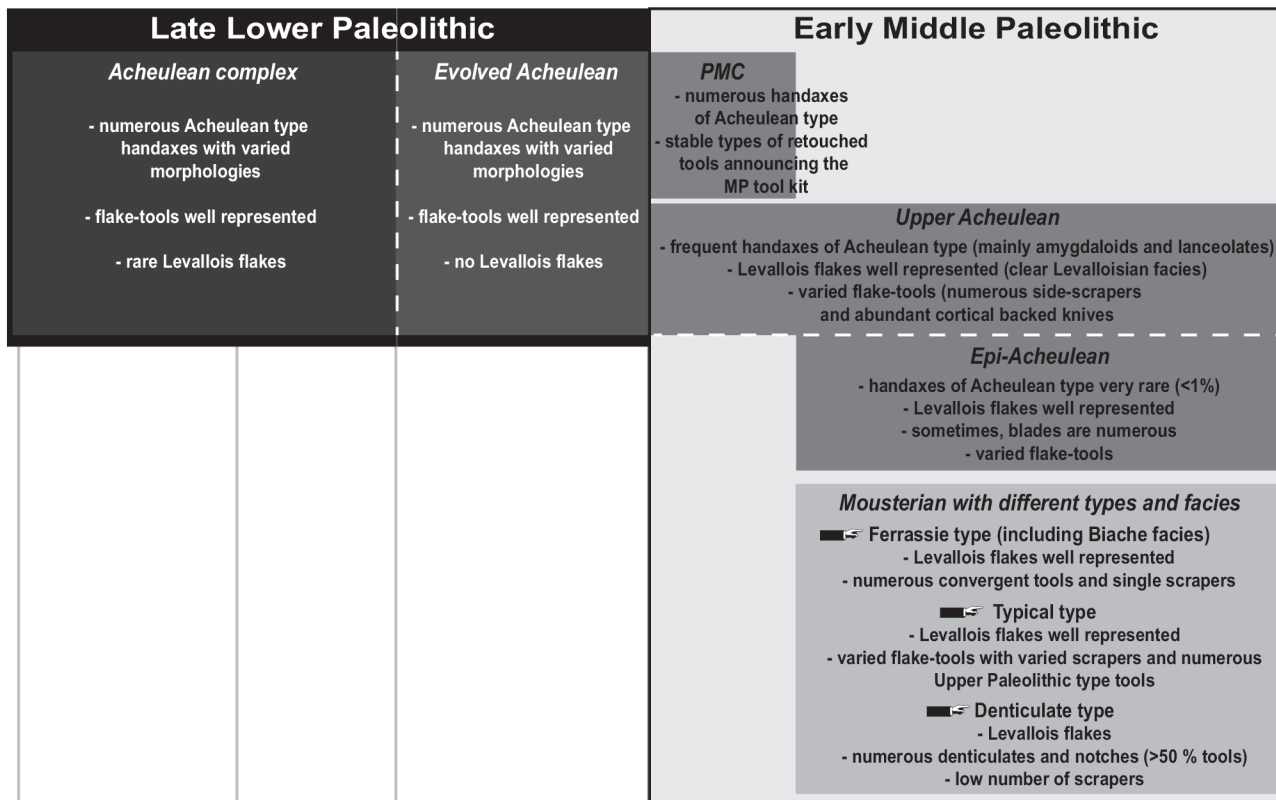 Late Lower Paleolithic
Acheulean complex
- numerous Acheulean type
handaxes with varied
morphologies
- flake-tools well represented
- rare Levallois flakes
Evolved Acheulean
- numerous Acheulean type
handaxes with varied
morphologies
- flake-tools well represented
- no Levallois flakes
Early Middle Paleolithic
PMC
- numerous handaxes
of Acheulean type
- stable types of retouched
tools announcing the
MP tool kit
Upper Acheulean
- frequent handaxes of Acheulean type (mainly amygdaloids and lanceolates)
- Levallois flakes well represented (clear Levalloisian facies)
- varied flake-tools (numerous side-scrapers
and abundant cortical backed knives
Epi-Acheulean
- handaxes of Acheulean type very rare (<1%)
- Levallois flakes well represented
- sometimes, blades are numerous
- varied flake-tools
Mousterian with different types and facies
Ferrassie type (including Biache facies)
- Levallois flakes well represented
- numerous convergent tools and single scrapers
Typical type
- Levallois flakes well represented
- varied flake-tools with varied scrapers and numerous
Upper Paleolithic type tools
Denticulate type
- Levallois flakes
- numerous denticulates and notches (>50 % tools)
- low number of scrapers